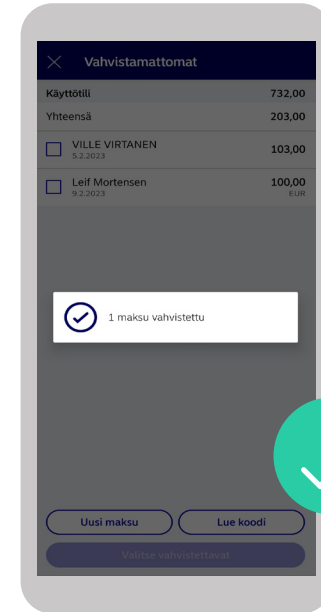 Vahvistamattomat
Käyttötili 732,00
Yhteensä 203,00
VILLE VIRTANEN 103,00
5.2.2023
Leif Mortensen 100,00
9.2.2023 EUR
1 maksu vahvistettu
Uusi maksu Lue koodi
Valitse vahvistettavat